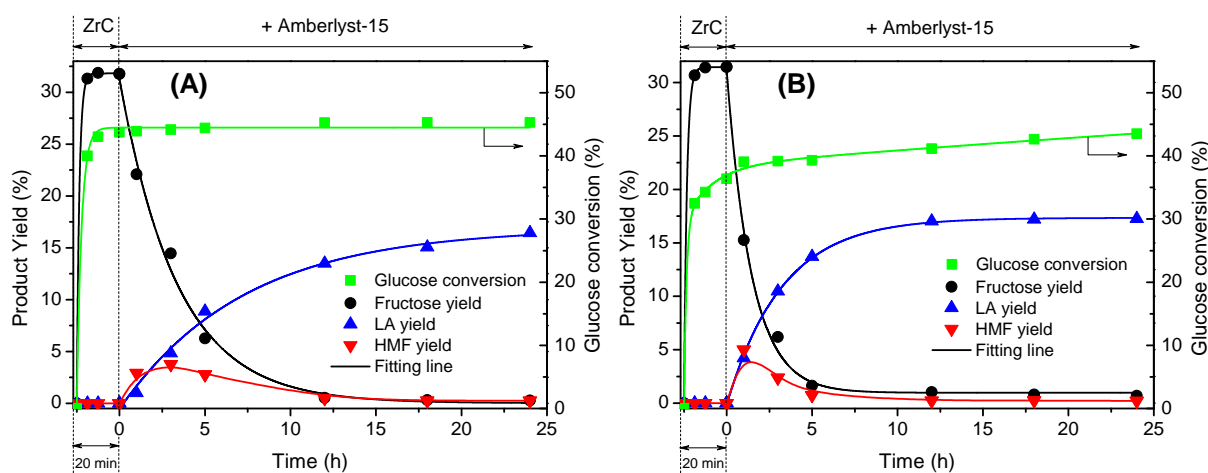 ZrC
+ Amberlyst-15
(A)
Product Yield (%)
30
25
20
15
10
5
0
50
40
30
20
10
0
Glucose conversion (%)
Glucose conversion
Fructose yield
LA yield
HMF yield
Fitting line
0 5 10 15 20 25
20 min
Time (h)
ZrC
+ Amberlyst-15
(B)
Product Yield (%)
30
25
20
15
10
5
0
50
40
30
20
10
0
Glucose conversion (%)
Glucose conversion
Fructose yield
LA yield
HMF yield
Fitting line
0 5 10 15 20 25
20 min
Time (h)